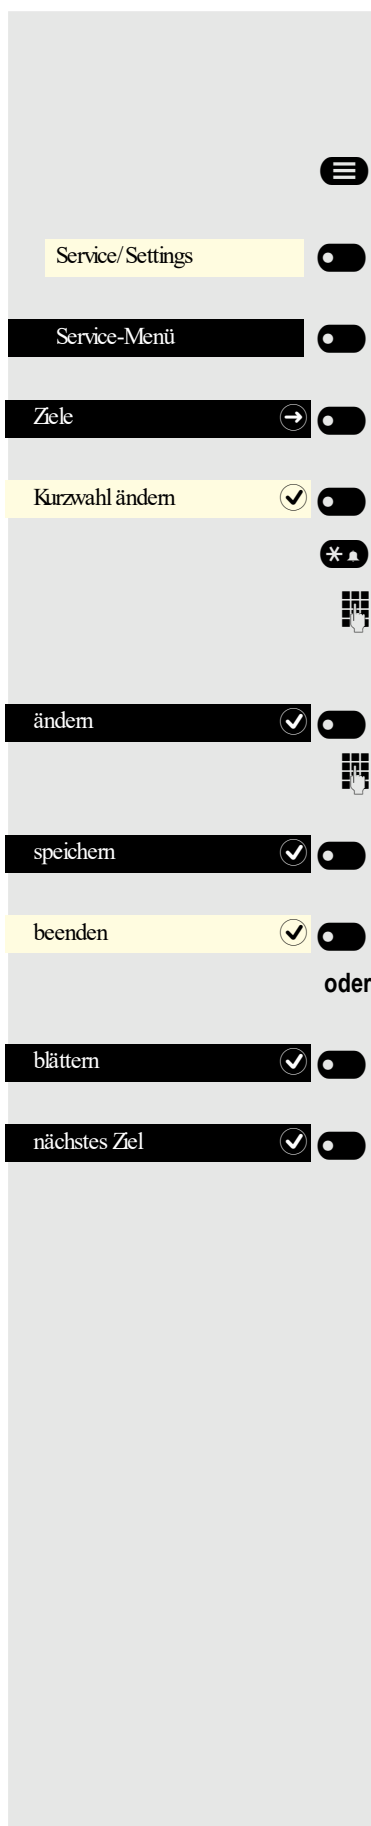 Service/Settings
Service-Menü
Ziele
Kurzwahl ändern
ändern
speichern
beenden
oder
blättern
nächstes Ziel